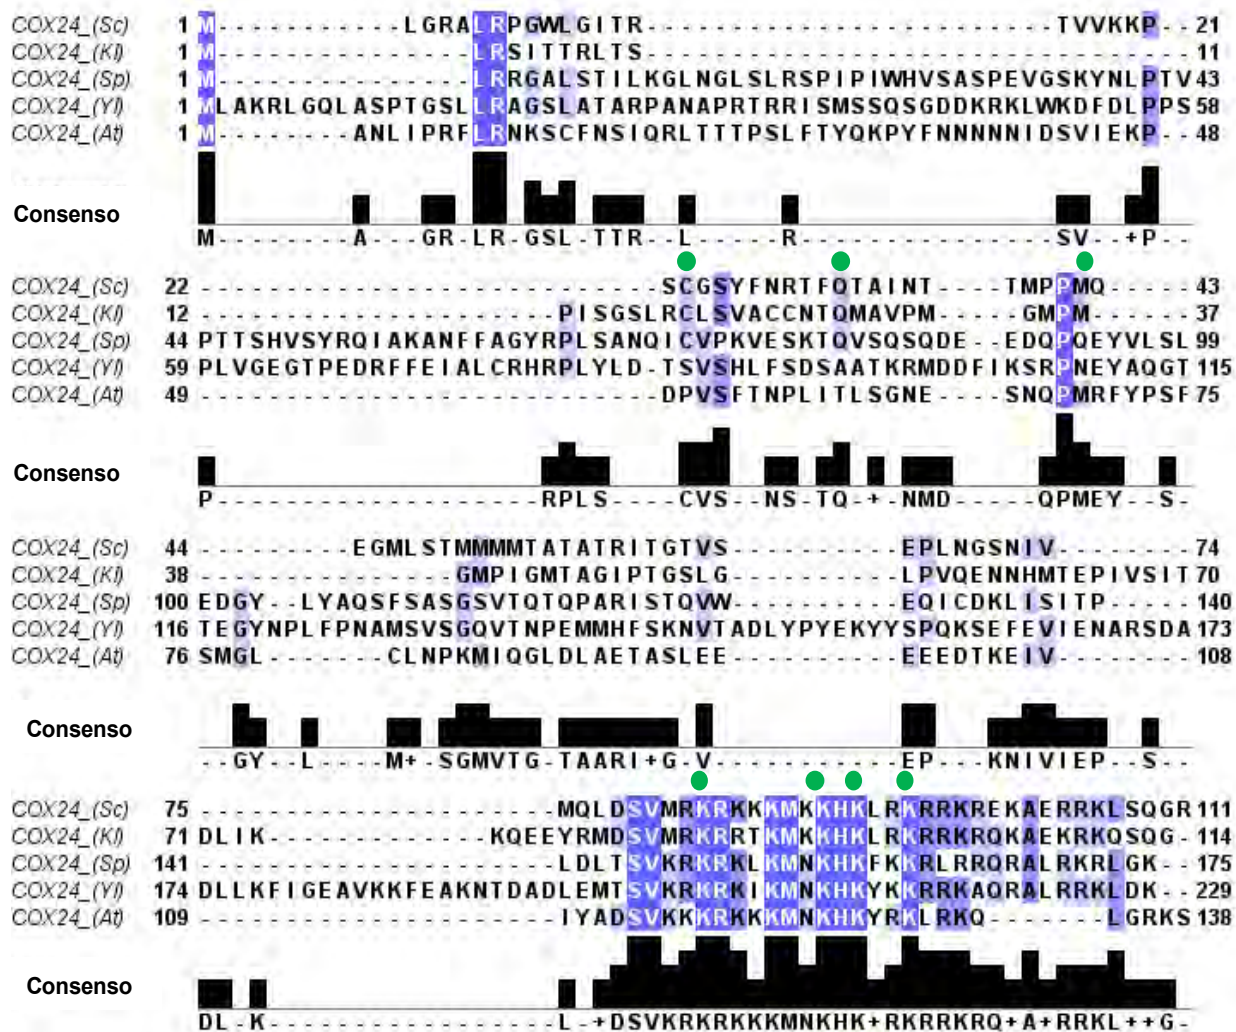 COX24_(Sc) 1 M-----------LGRALRPGWLGITR------------------------TVVKKP-- 21
COX24_(Kl) 1 M---------------LRSITTRLTS-------------------------------- 11
COX24_(Sp) 1 M---------------LRRGALSTILKGLNGLSLRSPIPIWHVSASPEVGSKYNLPTV 43
COX24_(Yl) 1 MLAKRLGQLASPTGSLLRAGSLATARPANAPRTRRISMSSQSGDDKRKLWKDFDLPPS 58
COX24_(At) 1 M--------ANLIPRFLRNKSCFNSIQRLTTTPSLFTYQKPYFNNNNNIDSVIEKP-- 48
Consenso
M--------A---GR-LR-GSL-TTR--L-----R---------------SV--+P--
COX24_(Sc) 22 ---------------------------SCGSYFNRTFQTAINT----TMPPMQ----- 43
COX24_(Kl) 12 ---------------------PISGSLRCLSVACCNTQMAVPM-----GMPM------ 37
COX24_(Sp) 44 PTTSHVSYRQIAKANFFAGYRPLSANQICVPKVESKTQVSQSQDE--EDQPQEYVLSL 99
COX24_(Yl) 59 PLVGEGTPEDRFFEIALCRHRPLYLD-TSVSHLFSDSAATKRMDDFIKSRPNEYAQGT 115
COX24_(At) 49 ---------------------------DPVSFTNPLITLSGNE----SNQPMRFYPSF 75
Consenso
P-------------------RPLS----CVS--NS-TQ-+-NMD-----QPMEY--S-
COX24_(Sc) 44 ---------EGMLSTMMMMTATATRITGTVS----------EPLNGSNIV-------- 74
COX24_(Kl) 38 ---------------GMPIGMTAGIPTGSLG----------LPVQENNHMTEPIVSIT 70
COX24_(Sp) 100 EDGY--LYAQSFSASGSVTQTQPARISTQVW----------EQICDKLISITP----- 140
COX24_(Yl) 116 TEGYNPLFPNAMSVSGQVTNPEMMHFSKNVTADLYPYEKYYSPQKSEFEVIENARSDA 173
COX24_(At) 76 SMGL-------CLNPKMIQGLDLAETASLEE----------EEEDTKEIV-------- 108
Consenso
--GY--L----M+-SGMVTG-TAARI+G-V-----------EP---KNIVIEP--S--
COX24_(Sc) 75 ---------------------MQLDSVMRKRKKKMKKHKLRKRRKREKAERRKLSQGR 111
COX24_(Kl) 71 DLIK-------------KQEEYRMDSVMRKRRTKMKKHKLRKRRKRQKAERRKQSQG- 114
COX24_(Sp) 141 ---------------------LDLTSVKRKRKLKMNKHKFKKRLRRQRALRKRLGK-- 175
COX24_(Yl) 174 DLLKFIGEAVKKFEAKNTDADLEMTSVKRKRKIKMNKHKYKKRRKAQRALRRKLDK-- 229
COX24_(At) 109 ---------------------IYADSVKKKRKKKMNKHKYRKLRKQ-------LGRKS 138
Consenso
DL-K-----------------L-+DSVKRKRKKKMNKHK+RKRRKRQ+A+RRKL++G-